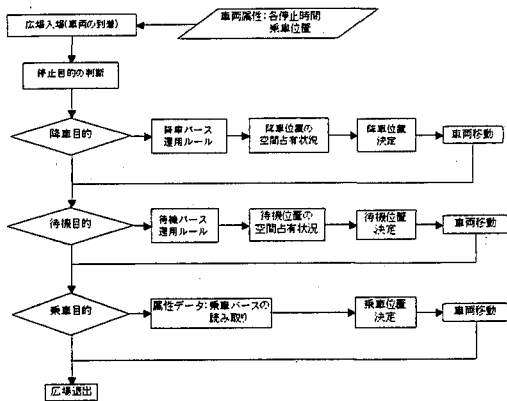 広場入場(車両の到着)
車両属性:各停止時間
乗車位置
停止目的の判断
降車目的
降車バース
運用ルール
降車位置の
空間占有状況
降車位置
決定
車両移動
待機目的
待機バース
運用ルール
待機位置の
空間占有状況
待機位置
決定
車両移動
乗車目的
属性データ:乗車バースの
読み取り
乗車位置
決定
車両移動
広場退出